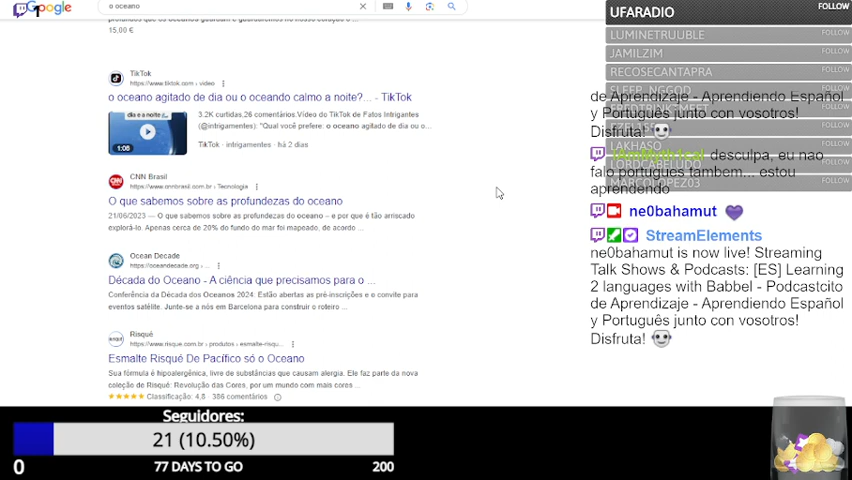 Google
o oceano
15,00 €
TikTok
https://www.tiktok.com › video
o oceano agitado de dia ou o oceando calmo a noite?... - TikTok
dia e a noite
1:08
3.2K curtidas,26 comentários.Vídeo do TikTok de Fatos Intrigantes
(@intrigamentes): "Qual você prefere: o oceano agitado de dia ou o...
TikTok · intrigamentes · há 2 dias
CNN Brasil
https://www.cnnbrasil.com.br › Tecnologia
O que sabemos sobre as profundezas do oceano
21/06/2023 — O que sabemos sobre as profundezas do oceano – e por que é tão arriscado
explorá-lo. Apenas cerca de 20% do fundo do mar foi mapeado, de acordo ...
Ocean Decade
https://oceandecade.org › ...
Década do Oceano - A ciência que precisamos para o ...
Conferência da Década dos Oceanos 2024. Estão abertas as pré-inscrições e o convite para
eventos satélite. Junte-se a nós em Barcelona para construir o roteiro ...
Risqué
https://www.risque.com.br › produtos › esmalte-risqu...
Esmalte Risqué De Pacífico só o Oceano
Sua fórmula é hipoalergênica, livre de substâncias que causam alergia. Ele faz parte da nova
coleção de Risqué: Revolução das Cores, por um mundo com mais cores ...
Classificação: 4,8 · 386 comentários
UFARADIO FOLLOW
LUMINETRUUBLE FOLLOW
JAMILZIM FOLLOW
RECOSECANTAPRA FOLLOW
SLEEP_NGGOD FOLLOW
de Aprendizaje - Aprendiendo Español
y Português junto con vosotros!
Disfruta!
LAKHASO FOLLOW
desculpa, eu nao
LORDCABELUDO FOLLOW
falo portugues tambem... estou
MARCOLOPEZ03 FOLLOW
aprendendo
ne0bahamut
StreamElements
ne0bahamut is now live! Streaming
Talk Shows & Podcasts: [ES] Learning
2 languages with Babbel - Podcastcito
de Aprendizaje - Aprendiendo Español
y Português junto con vosotros!
Disfruta!
Seguidores:
21 (10.50%)
0 77 DAYS TO GO 200